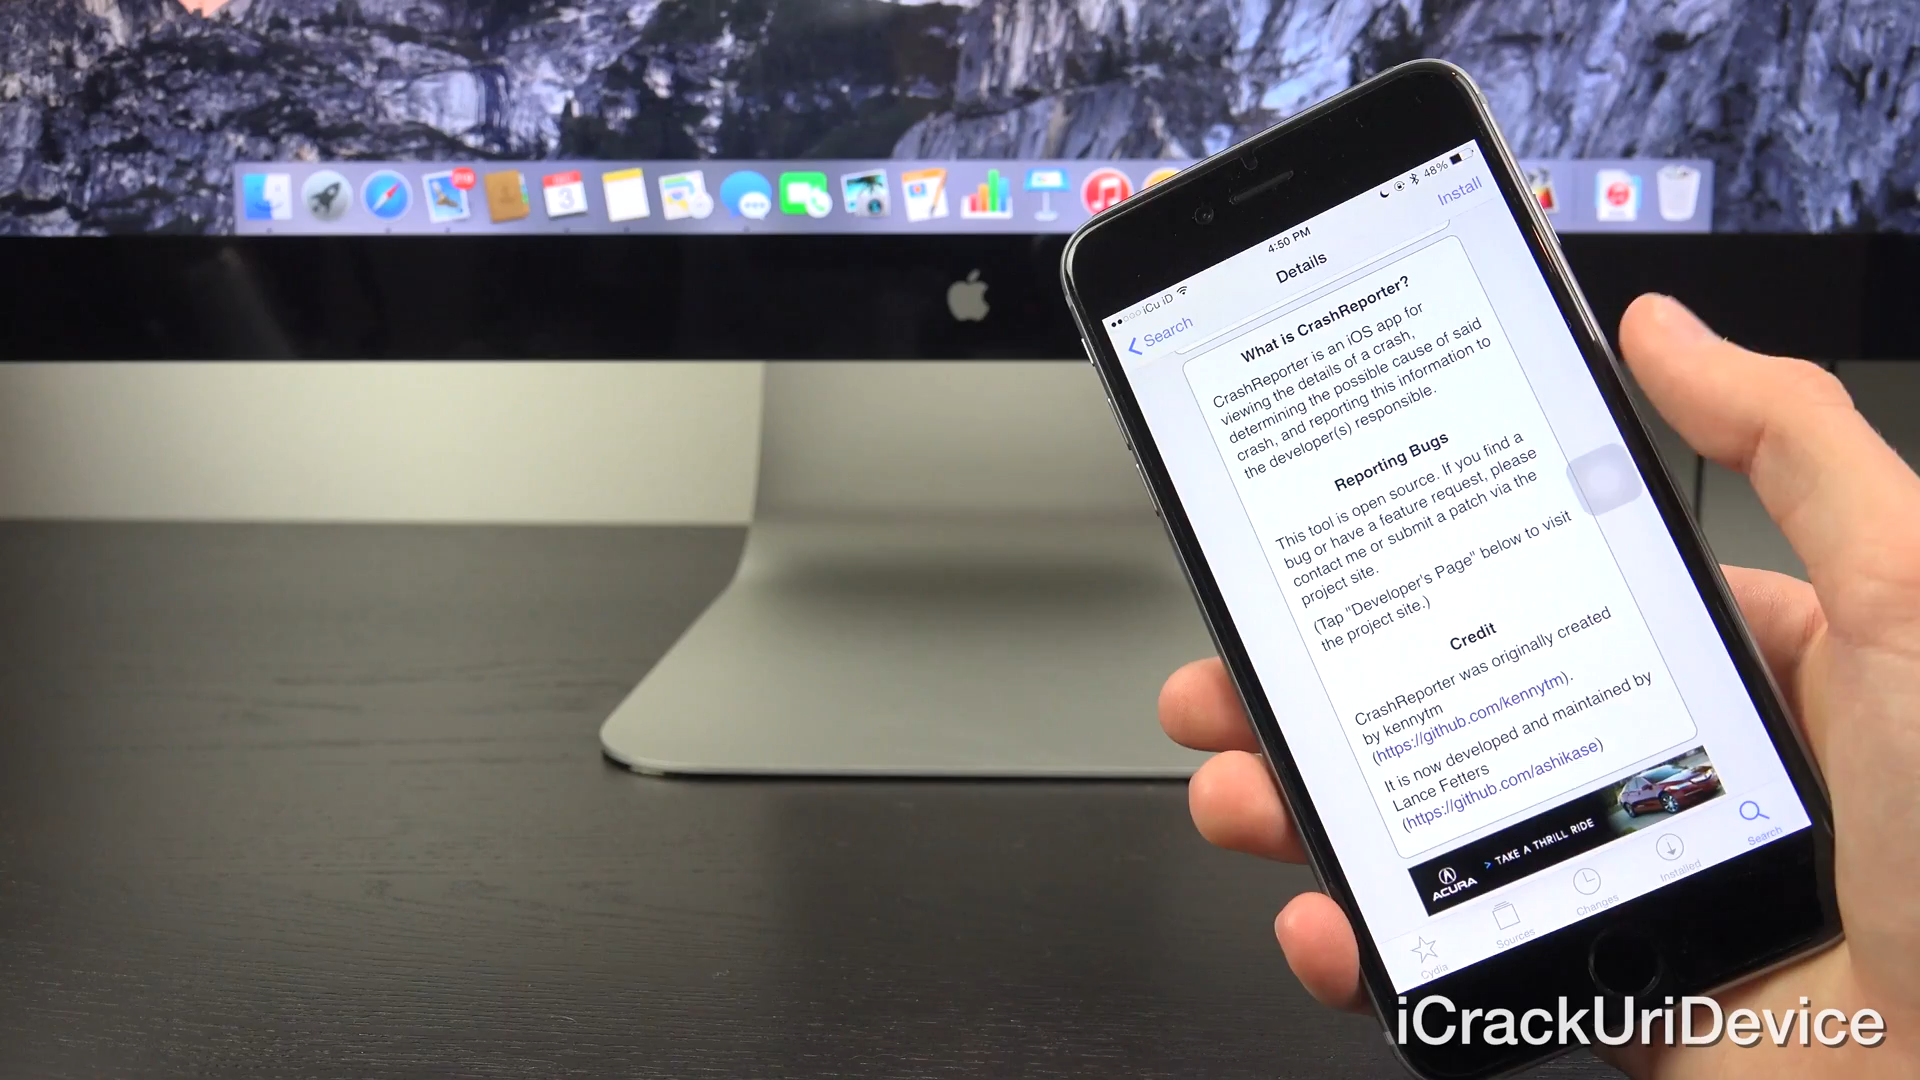 iCu iD
4:50 PM
48%
Search
Details
Install
What is CrashReporter?
CrashReporter is an iOS app for
viewing the details of a crash,
determining the possible cause of said
crash, and reporting this information to
the developer(s) responsible.
Reporting Bugs
This tool is open source. If you find a
bug or have a feature request, please
contact me or submit a patch via the
project site.
(Tap "Developer's Page" below to visit
the project site.)
Credit
CrashReporter was originally created
by kennytm
(https://github.com/kennytm).
It is now developed and maintained by
Lance Fetters
(https://github.com/ashikase)
ACURA
> TAKE A THRILL RIDE
Cydia
Sources
Changes
Installed
Search
3
iCrackUriDevice